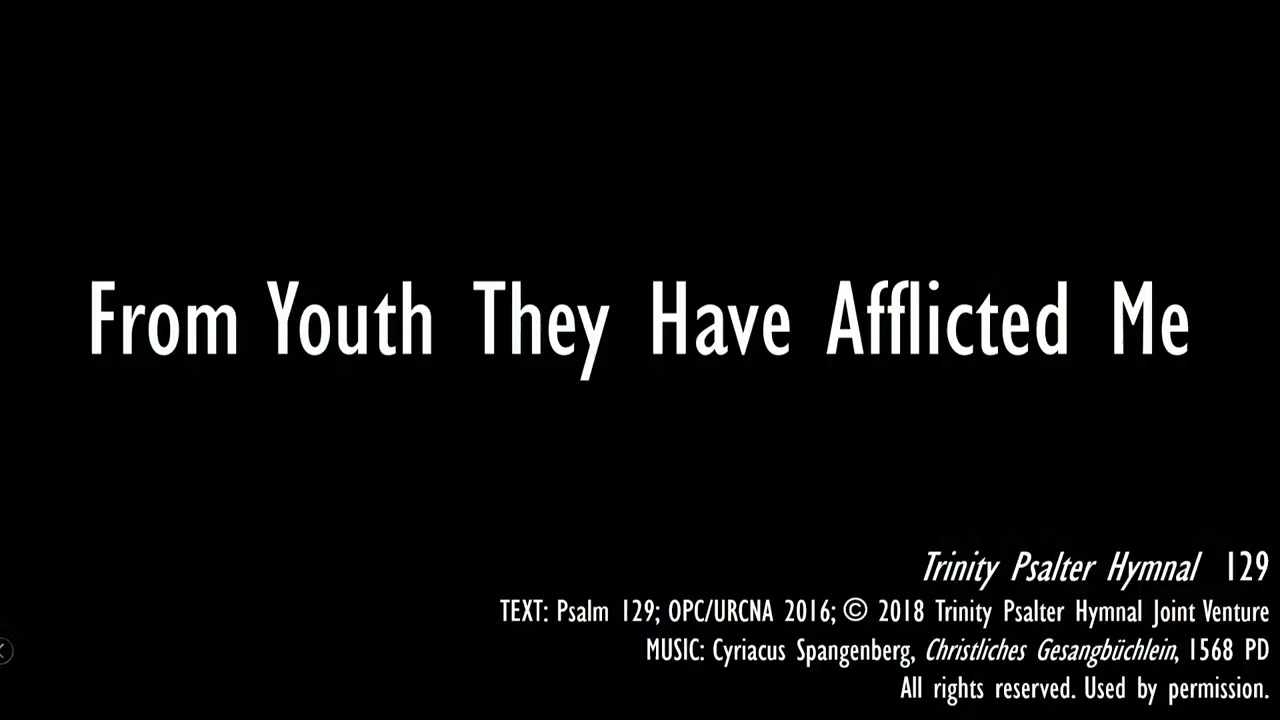 From Youth They Have Afflicted Me
Trinity Psalter Hymnal 129
TEXT: Psalm 129; OPC/URCNA 2016; © 2018 Trinity Psalter Hymnal Joint Venture
MUSIC: Cyriacus Spangenberg, Christliches Gesangbüchlein, 1568 PD
All rights reserved. Used by permission.